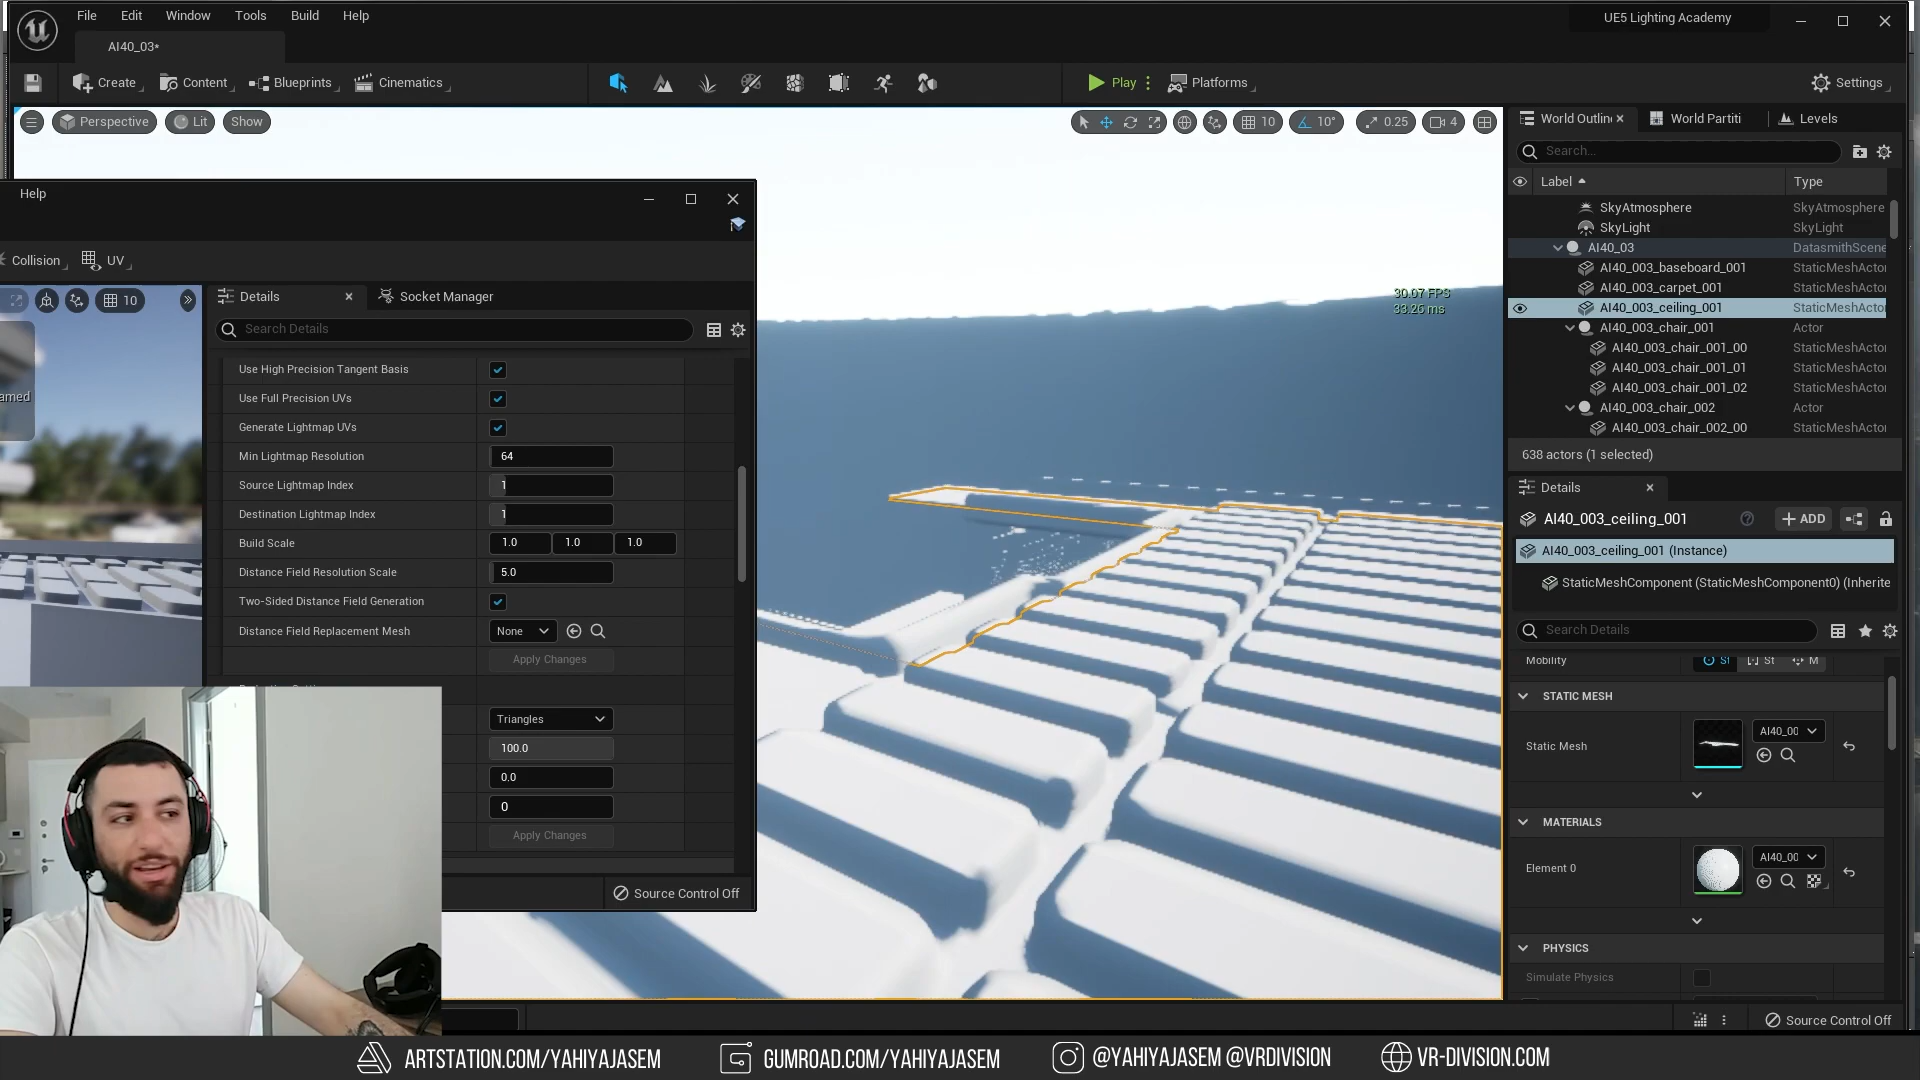 File Edit Window Tools Build Help
UE5 Lighting Academy
AI40_03*
Create Content Blueprints Cinematics
Play Platforms
Settings
Perspective Lit Show
10 10° 0.25 4
World Outlin World Partiti Levels
Search...
Label Type
SkyAtmosphere SkyAtmosphere
SkyLight SkyLight
AI40_03 DatasmithScene
AI40_003_baseboard_001 StaticMeshActor
AI40_003_carpet_001 StaticMeshActor
AI40_003_ceiling_001 StaticMeshActo
AI40_003_chair_001 Actor
AI40_003_chair_001_00 StaticMeshActor
AI40_003_chair_001_01 StaticMeshActor
AI40_003_chair_001_02 StaticMeshActor
AI40_003_chair_002 Actor
AI40_003_chair_002_00 StaticMeshActor
638 actors (1 selected)
30.07 FPS
33.26 ms
Help
Collision UV
10
amed
Details Socket Manager
Search Details
Use High Precision Tangent Basis
Use Full Precision UVs
Generate Lightmap UVs
Min Lightmap Resolution 64
Source Lightmap Index 1
Destination Lightmap Index 1
Build Scale 1.0 1.0 1.0
Distance Field Resolution Scale 5.0
Two-Sided Distance Field Generation
Distance Field Replacement Mesh None
Apply Changes
Triangles
100.0
0.0
0
Apply Changes
Source Control Off
Details
AI40_003_ceiling_001 ADD
AI40_003_ceiling_001 (Instance)
StaticMeshComponent (StaticMeshComponent0) (Inherite
Search Details
Mobility St St M
STATIC MESH
Static Mesh AI40_00
MATERIALS
Element 0 AI40_00
PHYSICS
Simulate Physics
Source Control Off
ARTSTATION.COM/YAHIYAJASEM GUMROAD.COM/YAHIYAJASEM @YAHIYAJASEM @VRDIVISION VR-DIVISION.COM